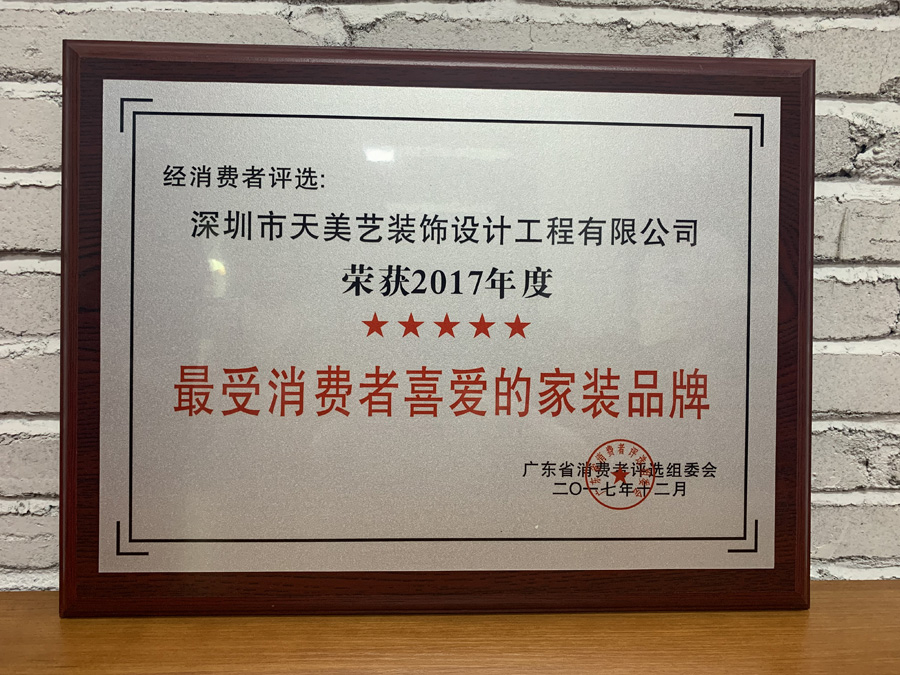 经消费者评选:
深圳市天美艺装饰设计工程有限公司
荣获2017年度
★★★★★
最受消费者喜爱的家装品牌
广东省消费者评选组委会
二〇一七年十二月